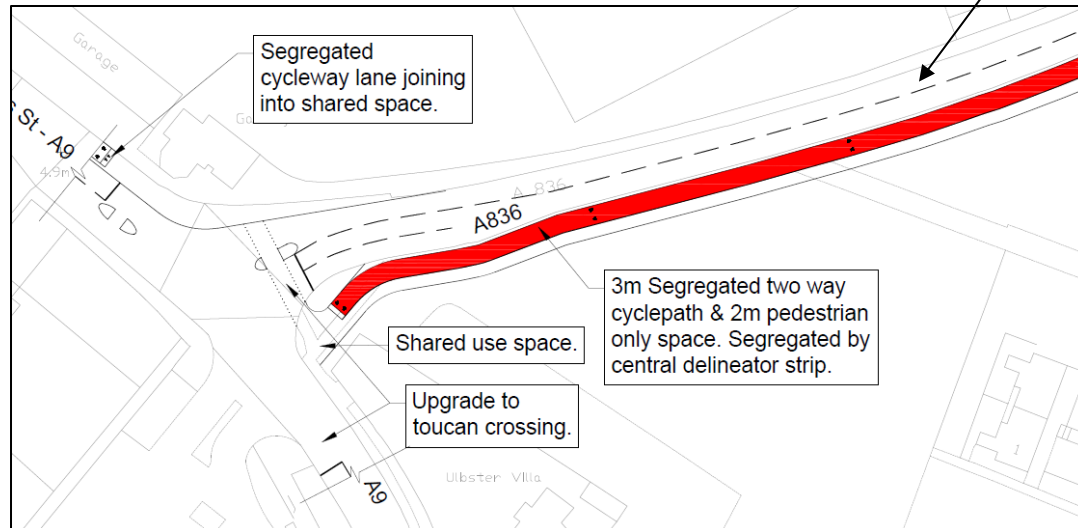 Garage
Segregated
cycleway lane joining
into shared space.
s St - A9
4.9m
A 836
A836
3m Segregated two way
cyclepath & 2m pedestrian
only space. Segregated by
central delineator strip.
Shared use space.
Upgrade to
toucan crossing.
A9
Ulbster Villa
1